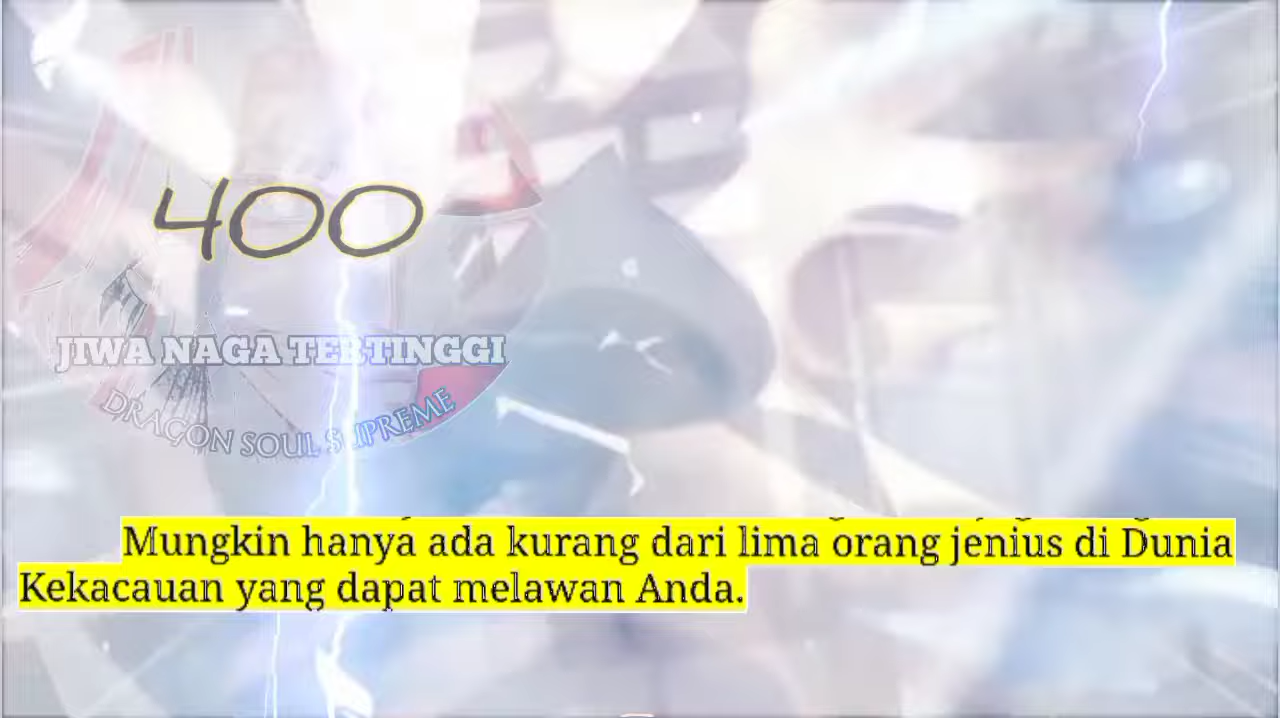 400
JIWA NAGA TERTINGGI
DRAGON SOUL SUPREME
Mungkin hanya ada kurang dari lima orang jenius di Dunia
Kekacauan yang dapat melawan Anda.